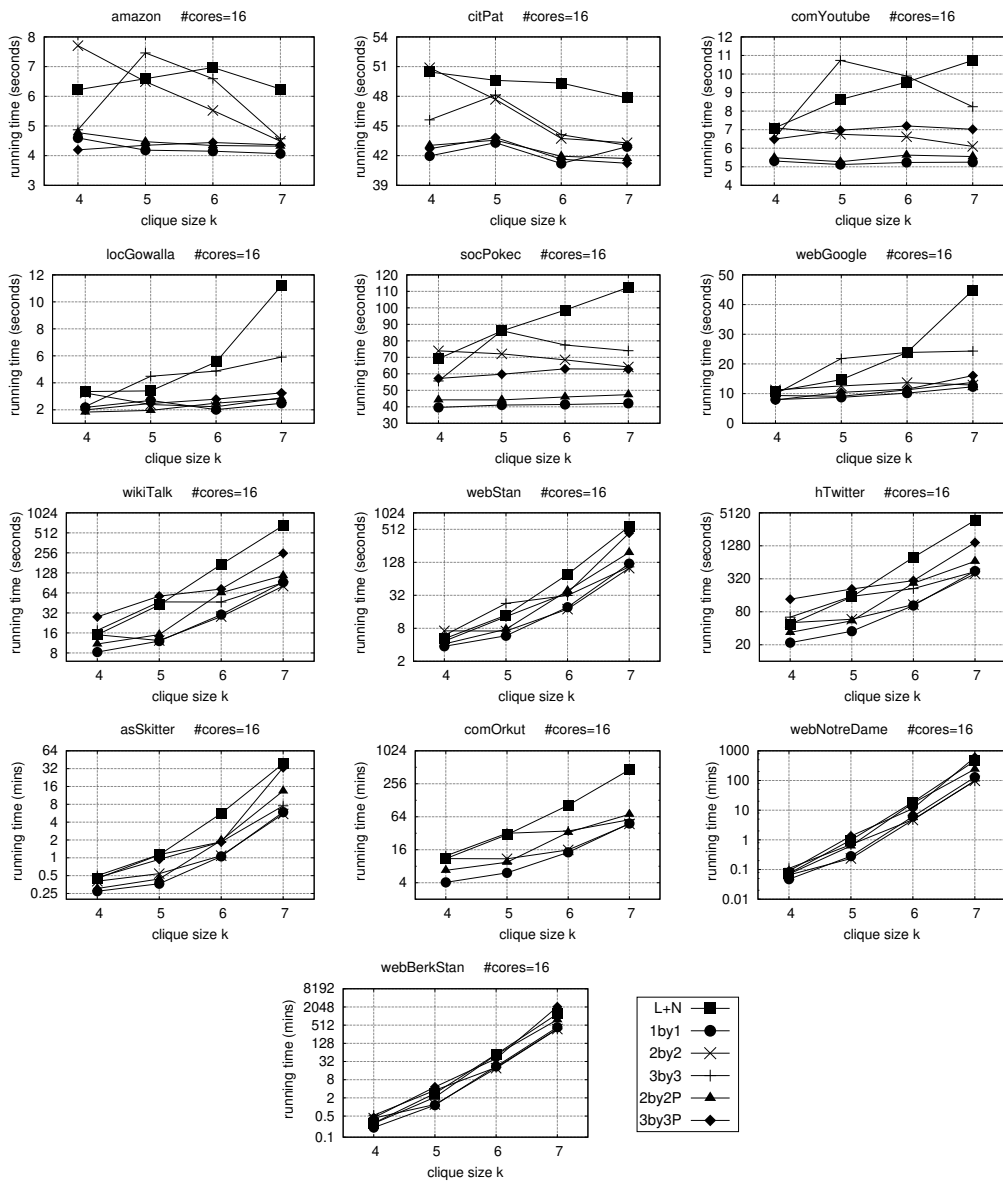 amazon #cores=16
running time (seconds)
8
7
6
5
4
3
4 5 6 7
clique size k
citPat #cores=16
running time (seconds)
54
51
48
45
42
39
4 5 6 7
clique size k
comYoutube #cores=16
running time (seconds)
12
11
10
9
8
7
6
5
4
4 5 6 7
clique size k
locGowalla #cores=16
running time (seconds)
12
10
8
6
4
2
4 5 6 7
clique size k
socPokec #cores=16
running time (seconds)
120
110
100
90
80
70
60
50
40
30
4 5 6 7
clique size k
webGoogle #cores=16
running time (seconds)
50
40
30
20
10
0
4 5 6 7
clique size k
wikiTalk #cores=16
running time (seconds)
1024
512
256
128
64
32
16
8
4 5 6 7
clique size k
webStan #cores=16
running time (seconds)
1024
512
128
32
8
2
4 5 6 7
clique size k
hTwitter #cores=16
running time (seconds)
5120
1280
320
80
20
4 5 6 7
clique size k
asSkitter #cores=16
running time (mins)
64
32
16
8
4
2
1
0.5
0.25
4 5 6 7
clique size k
comOrkut #cores=16
running time (mins)
1024
256
64
16
4
4 5 6 7
clique size k
webNotreDame #cores=16
running time (mins)
1000
100
10
1
0.1
0.01
4 5 6 7
clique size k
webBerkStan #cores=16
running time (mins)
8192
2048
512
128
32
8
2
0.5
0.1
4 5 6 7
clique size k
L+N
1by1
2by2
3by3
2by2P
3by3P